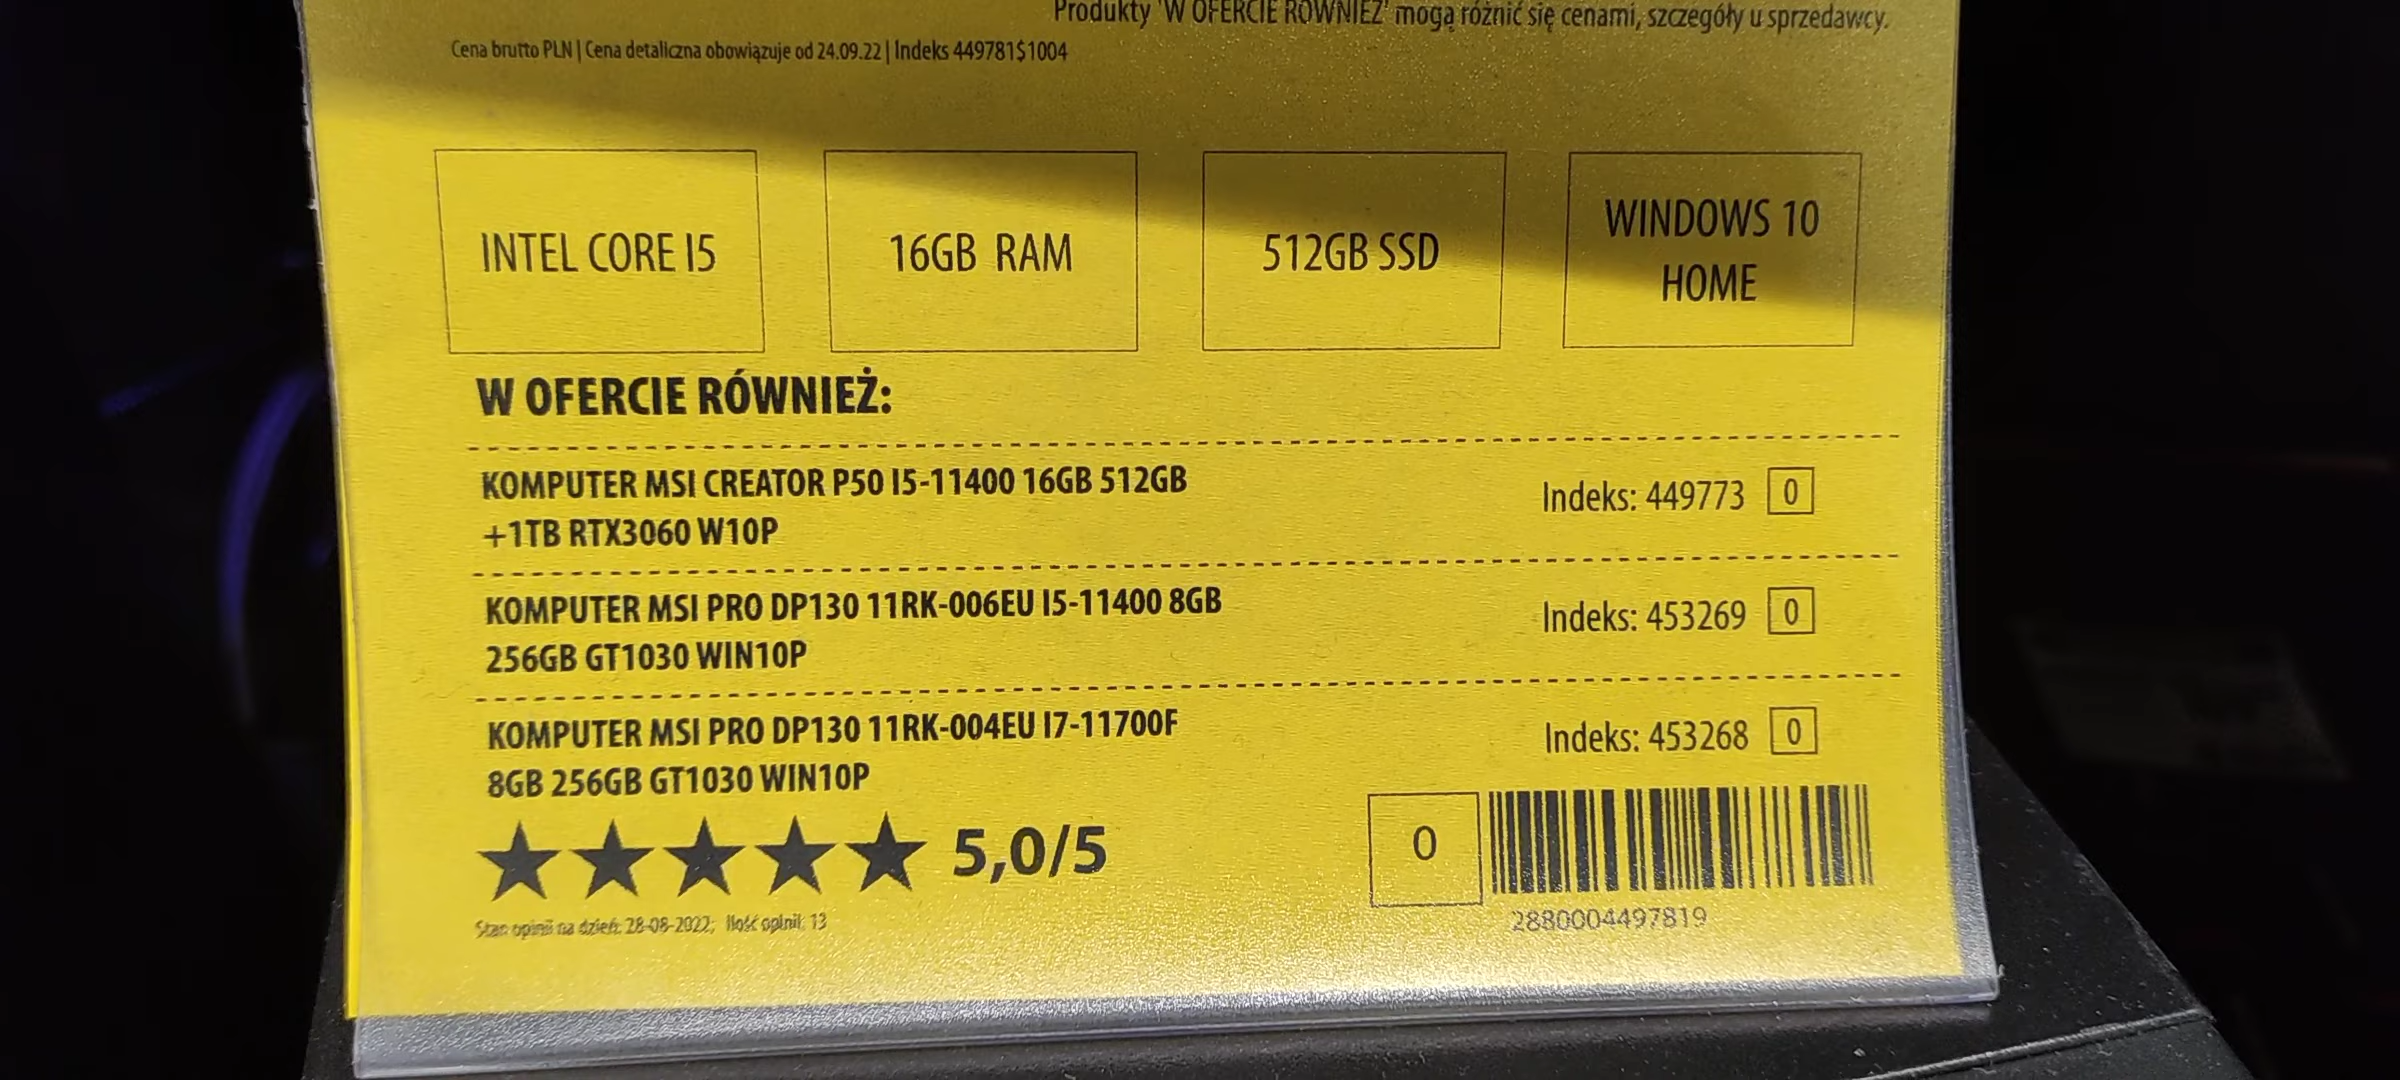 Produkty 'W OFERCIE RÓWNIEŻ' mogą różnić się cenami, szczegóły u sprzedawcy.
Cena brutto PLN | Cena detaliczna obowiązuje od 24.09.22 | Indeks 449781$1004
INTEL CORE I5
16GB RAM
512GB SSD
WINDOWS 10
HOME
W OFERCIE RÓWNIEŻ:
KOMPUTER MSI CREATOR P50 I5-11400 16GB 512GB
+1TB RTX3060 W10P
Indeks: 449773 0
KOMPUTER MSI PRO DP130 11RK-006EU I5-11400 8GB
256GB GT1030 WIN10P
Indeks: 453269 0
KOMPUTER MSI PRO DP130 11RK-004EU I7-11700F
8GB 256GB GT1030 WIN10P
Indeks: 453268 0
5,0/5
0
Stan opinii na dzień: 28-08-2022; Ilość opinii: 13
2880004497819